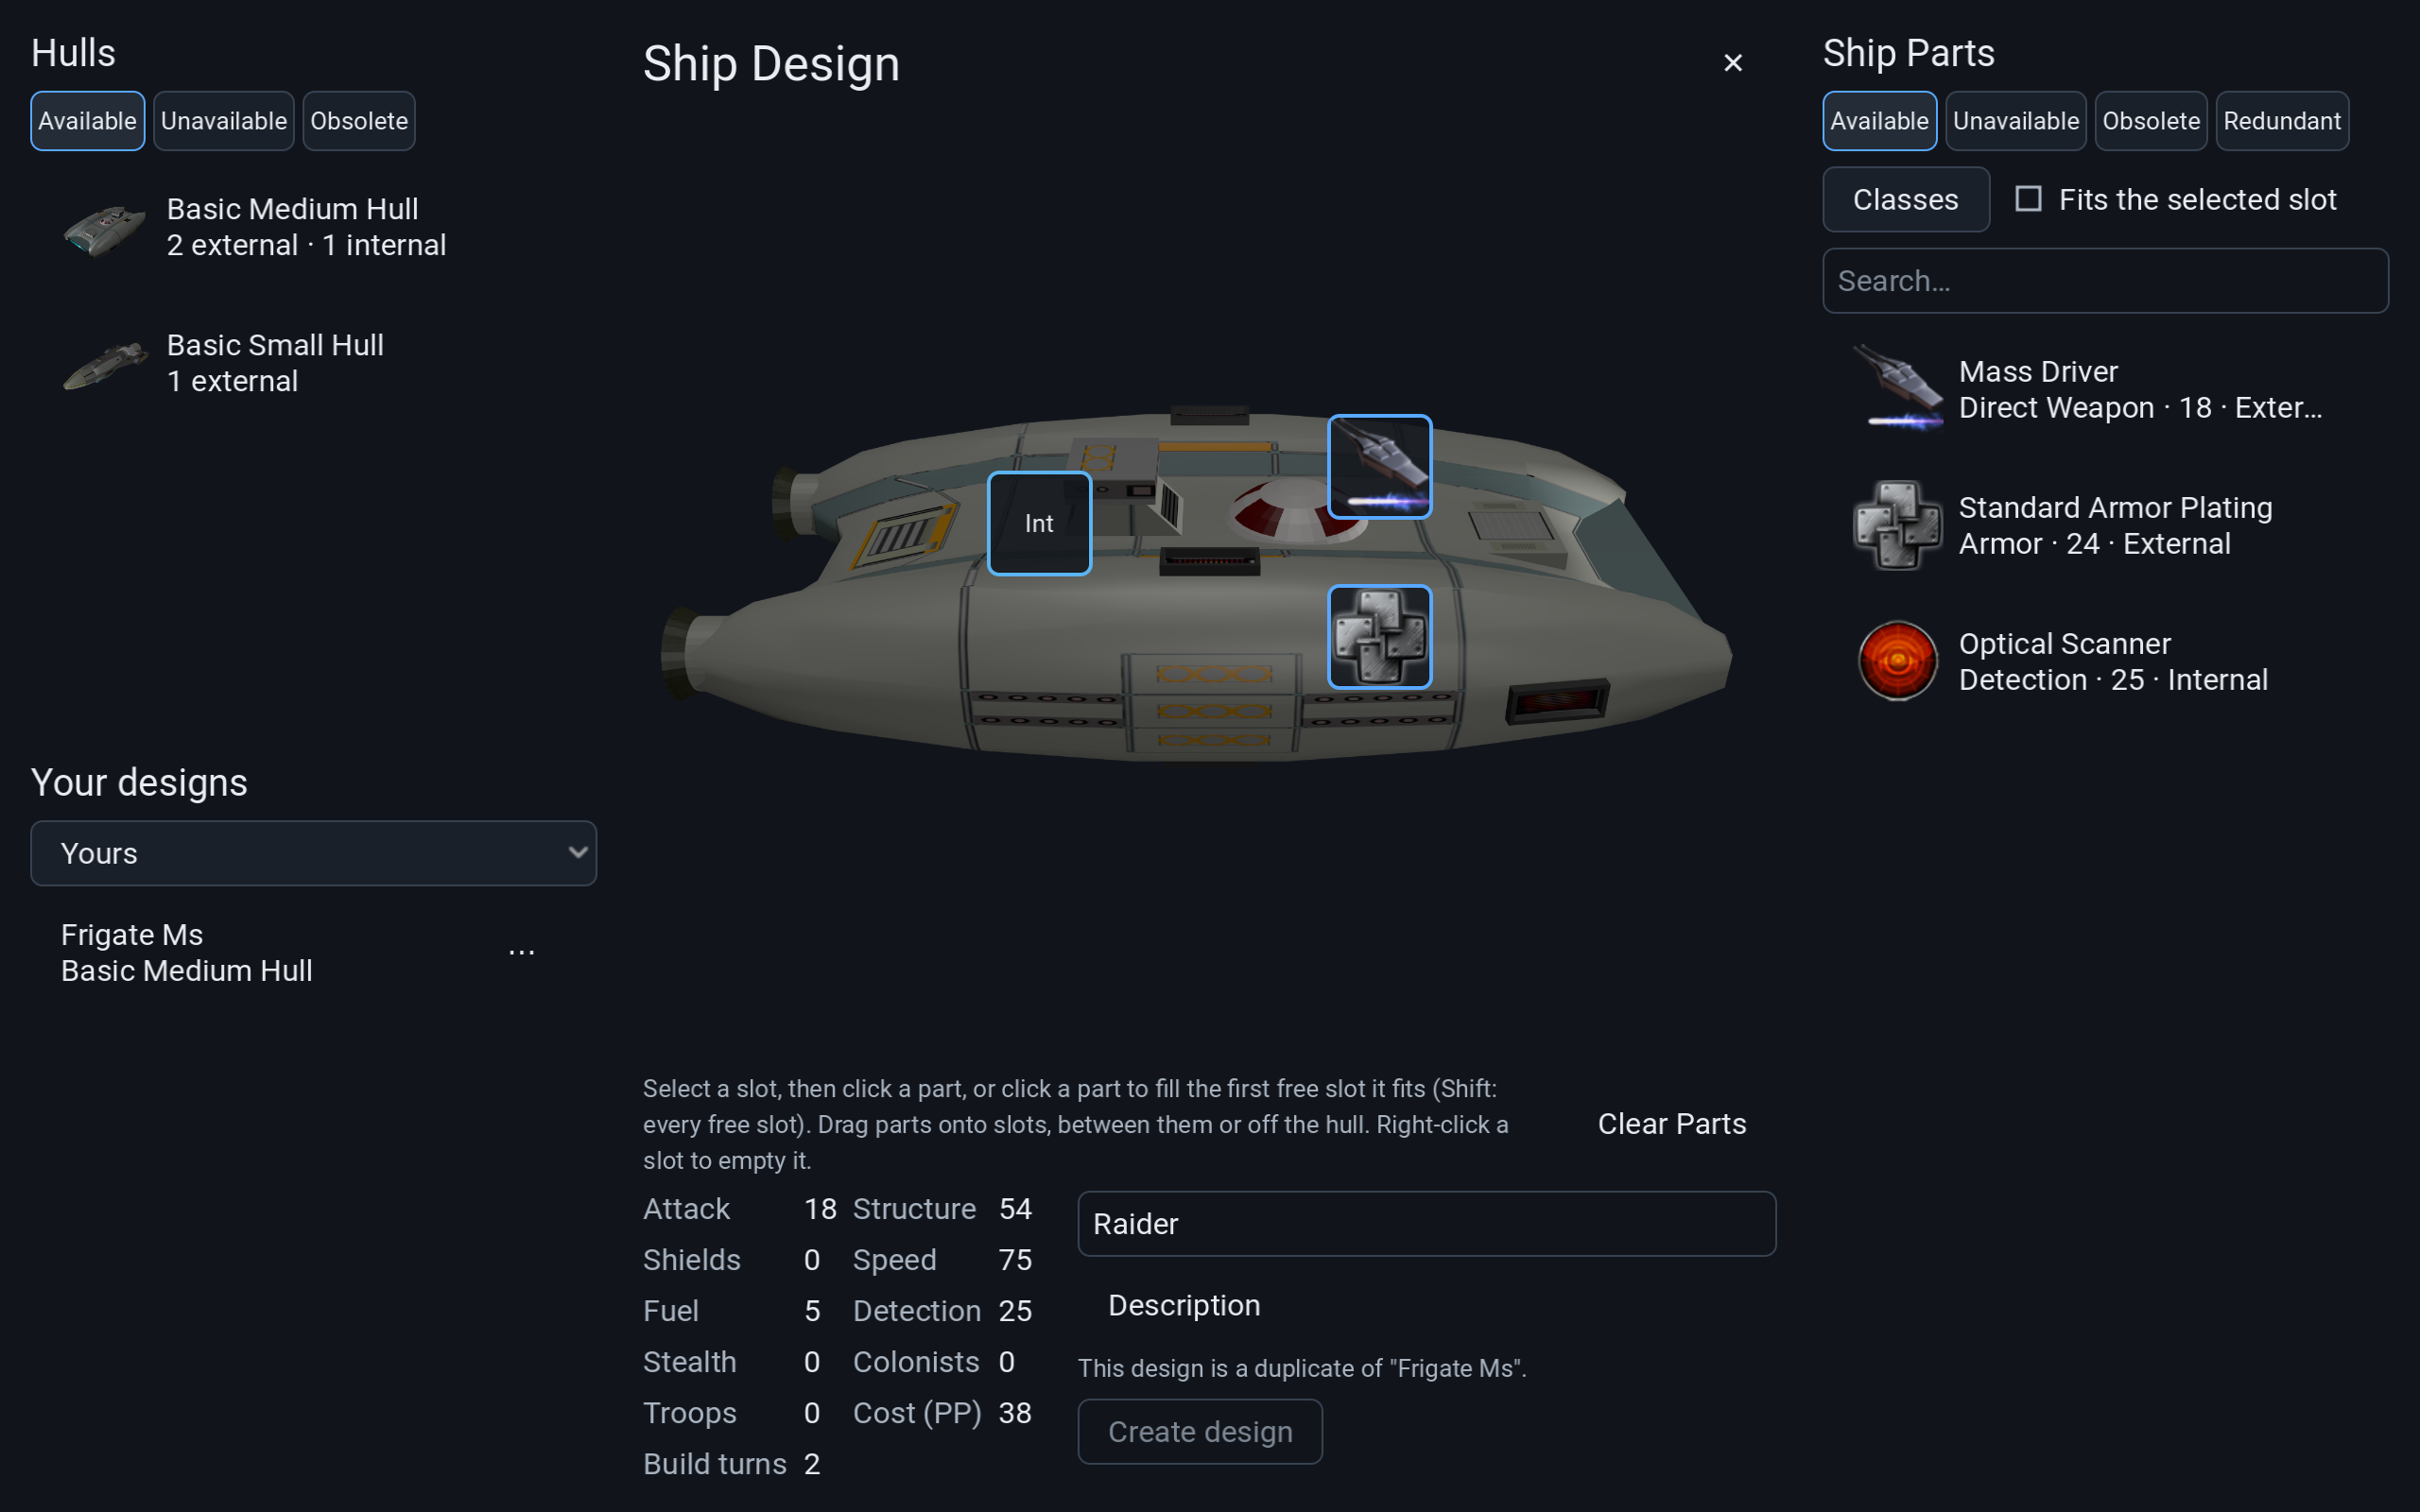 Hulls
Available
Unavailable
Obsolete
Basic Medium Hull
2 external · 1 internal
Basic Small Hull
1 external
Your designs
Yours
Frigate Ms
...
Basic Medium Hull
Ship Design
×
Int
Select a slot, then click a part, or click a part to fill the first free slot it fits (Shift:
every free slot). Drag parts onto slots, between them or off the hull. Right-click a
slot to empty it.
Clear Parts
Attack 18 Structure 54
Shields 0 Speed 75
Fuel 5 Detection 25
Stealth 0 Colonists 0
Troops 0 Cost (PP) 38
Build turns 2
Raider
Description
This design is a duplicate of "Frigate Ms".
Create design
Ship Parts
Available
Unavailable
Obsolete
Redundant
Classes
Fits the selected slot
Search...
Mass Driver
Direct Weapon · 18 · Exter...
Standard Armor Plating
Armor · 24 · External
Optical Scanner
Detection · 25 · Internal